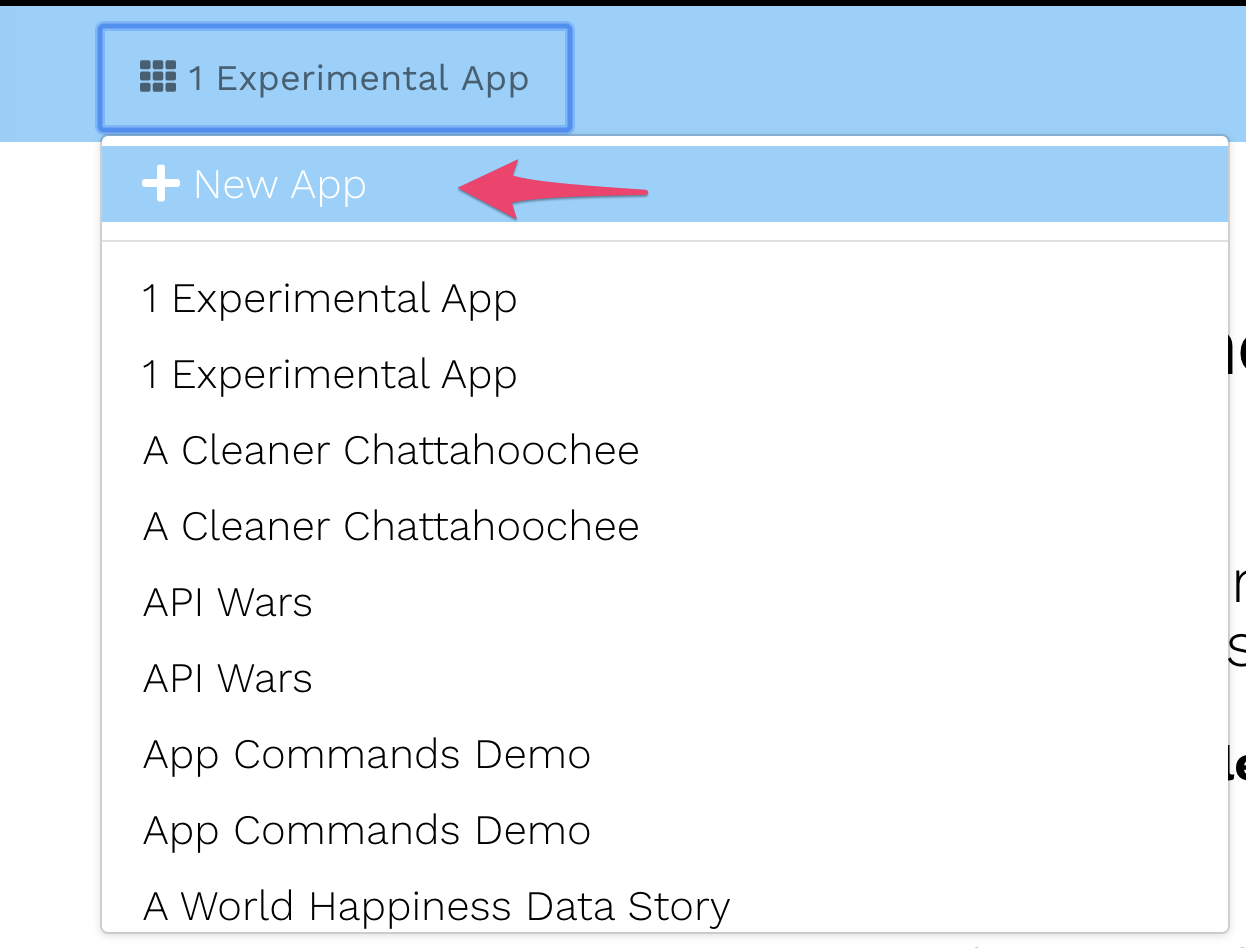 1 Experimental App
New App
1 Experimental App
1 Experimental App
A Cleaner Chattahoochee
A Cleaner Chattahoochee
API Wars
API Wars
App Commands Demo
App Commands Demo
A World Happiness Data Story